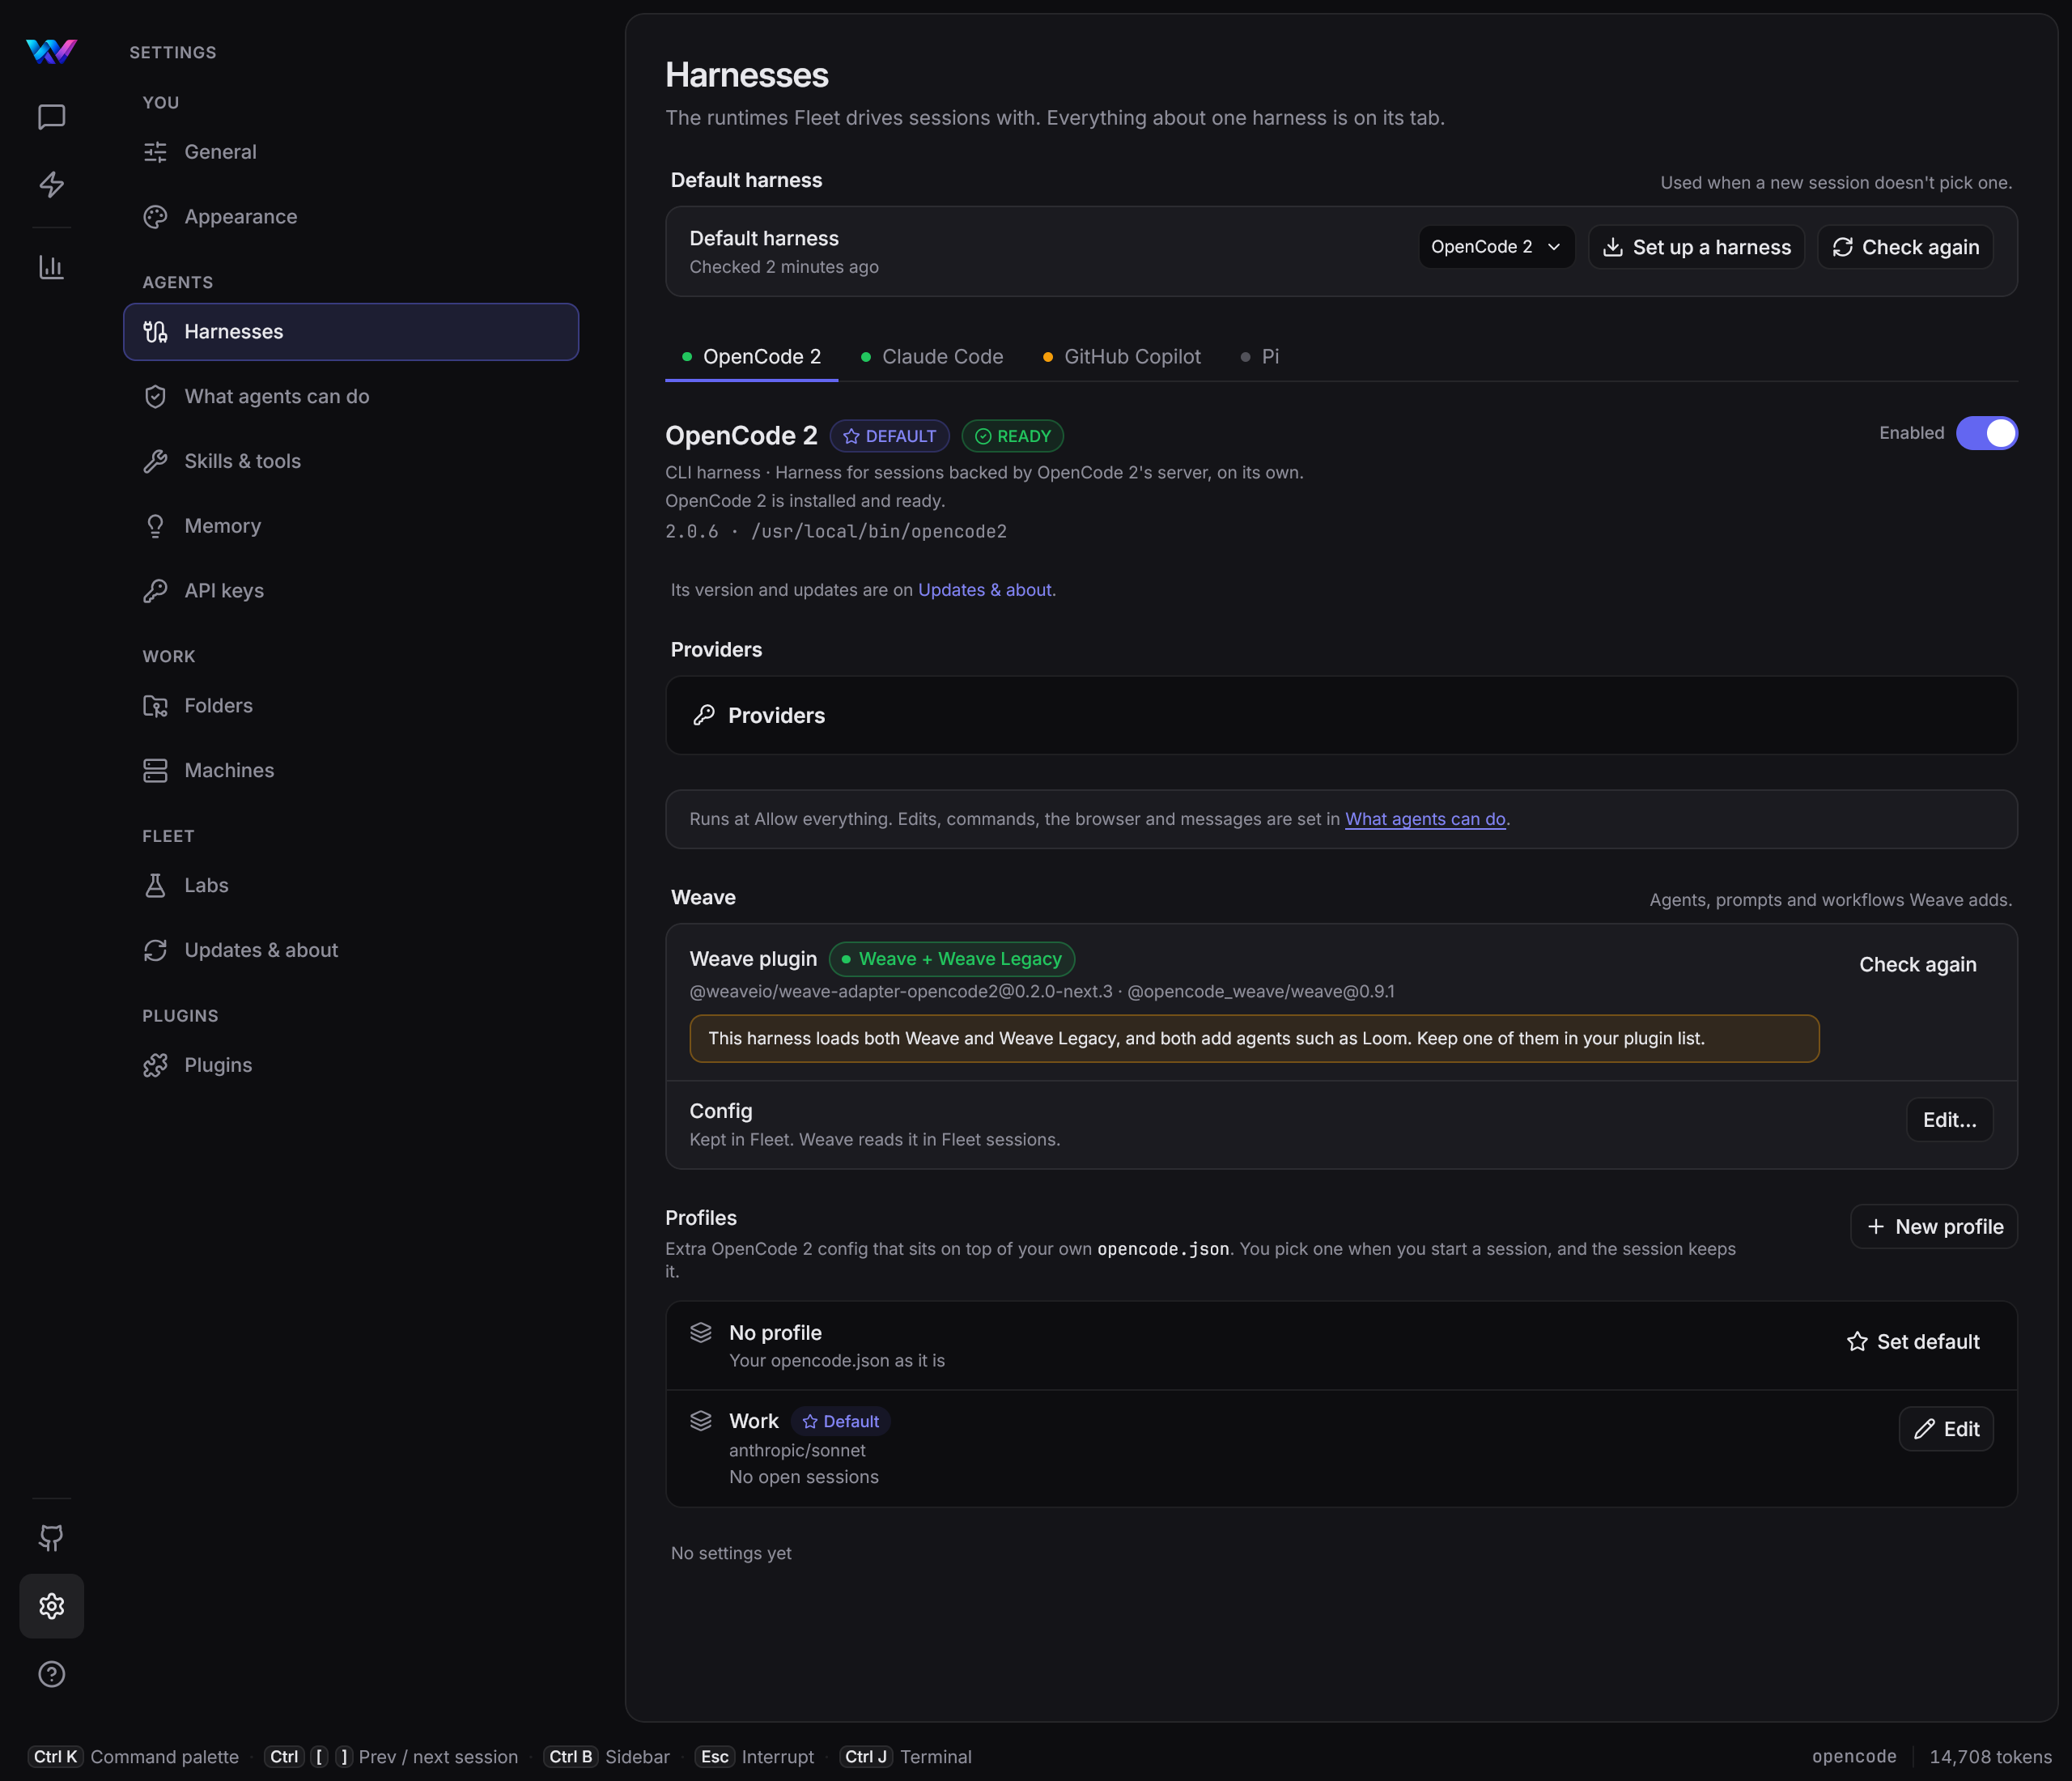 SETTINGS
YOU
General
Appearance
AGENTS
Harnesses
What agents can do
Skills & tools
Memory
API keys
WORK
Folders
Machines
FLEET
Labs
Updates & about
PLUGINS
Plugins
Harnesses
The runtimes Fleet drives sessions with. Everything about one harness is on its tab.
Default harness
Used when a new session doesn't pick one.
Default harness
Checked 2 minutes ago
OpenCode 2
Set up a harness
Check again
OpenCode 2
Claude Code
GitHub Copilot
Pi
OpenCode 2
DEFAULT
READY
Enabled
CLI harness · Harness for sessions backed by OpenCode 2's server, on its own.
OpenCode 2 is installed and ready.
2.0.6 · /usr/local/bin/opencode2
Its version and updates are on Updates & about.
Providers
Providers
Runs at Allow everything. Edits, commands, the browser and messages are set in What agents can do.
Weave
Agents, prompts and workflows Weave adds.
Weave plugin
Weave + Weave Legacy
Check again
@weaveio/weave-adapter-opencode2@0.2.0-next.3 · @opencode_weave/weave@0.9.1
This harness loads both Weave and Weave Legacy, and both add agents such as Loom. Keep one of them in your plugin list.
Config
Kept in Fleet. Weave reads it in Fleet sessions.
Edit...
Profiles
Extra OpenCode 2 config that sits on top of your own opencode.json. You pick one when you start a session, and the session keeps
it.
New profile
No profile
Your opencode.json as it is
Set default
Work
Default
anthropic/sonnet
No open sessions
Edit
No settings yet
Ctrl K Command palette · Ctrl [ ] Prev / next session · Ctrl B Sidebar · Esc Interrupt · Ctrl J Terminal
opencode
14,708 tokens